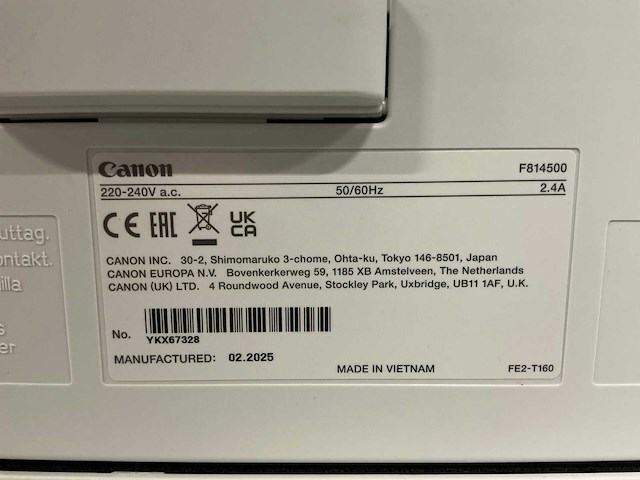 Canon F814500
220-240V a.c. 50/60Hz 2.4A
CE EAC UK CA
CANON INC. 30-2, Shimomaruko 3-chome, Ohta-ku, Tokyo 146-8501, Japan
CANON EUROPA N.V. Bovenkerkerweg 59, 1185 XB Amstelveen, The Netherlands
CANON (UK) LTD. 4 Roundwood Avenue, Stockley Park, Uxbridge, UB11 1AF, U.K.
No. YKX67328
MANUFACTURED: 02.2025
MADE IN VIETNAM FE2-T160
uttag.
ontakt.
illa
s
er